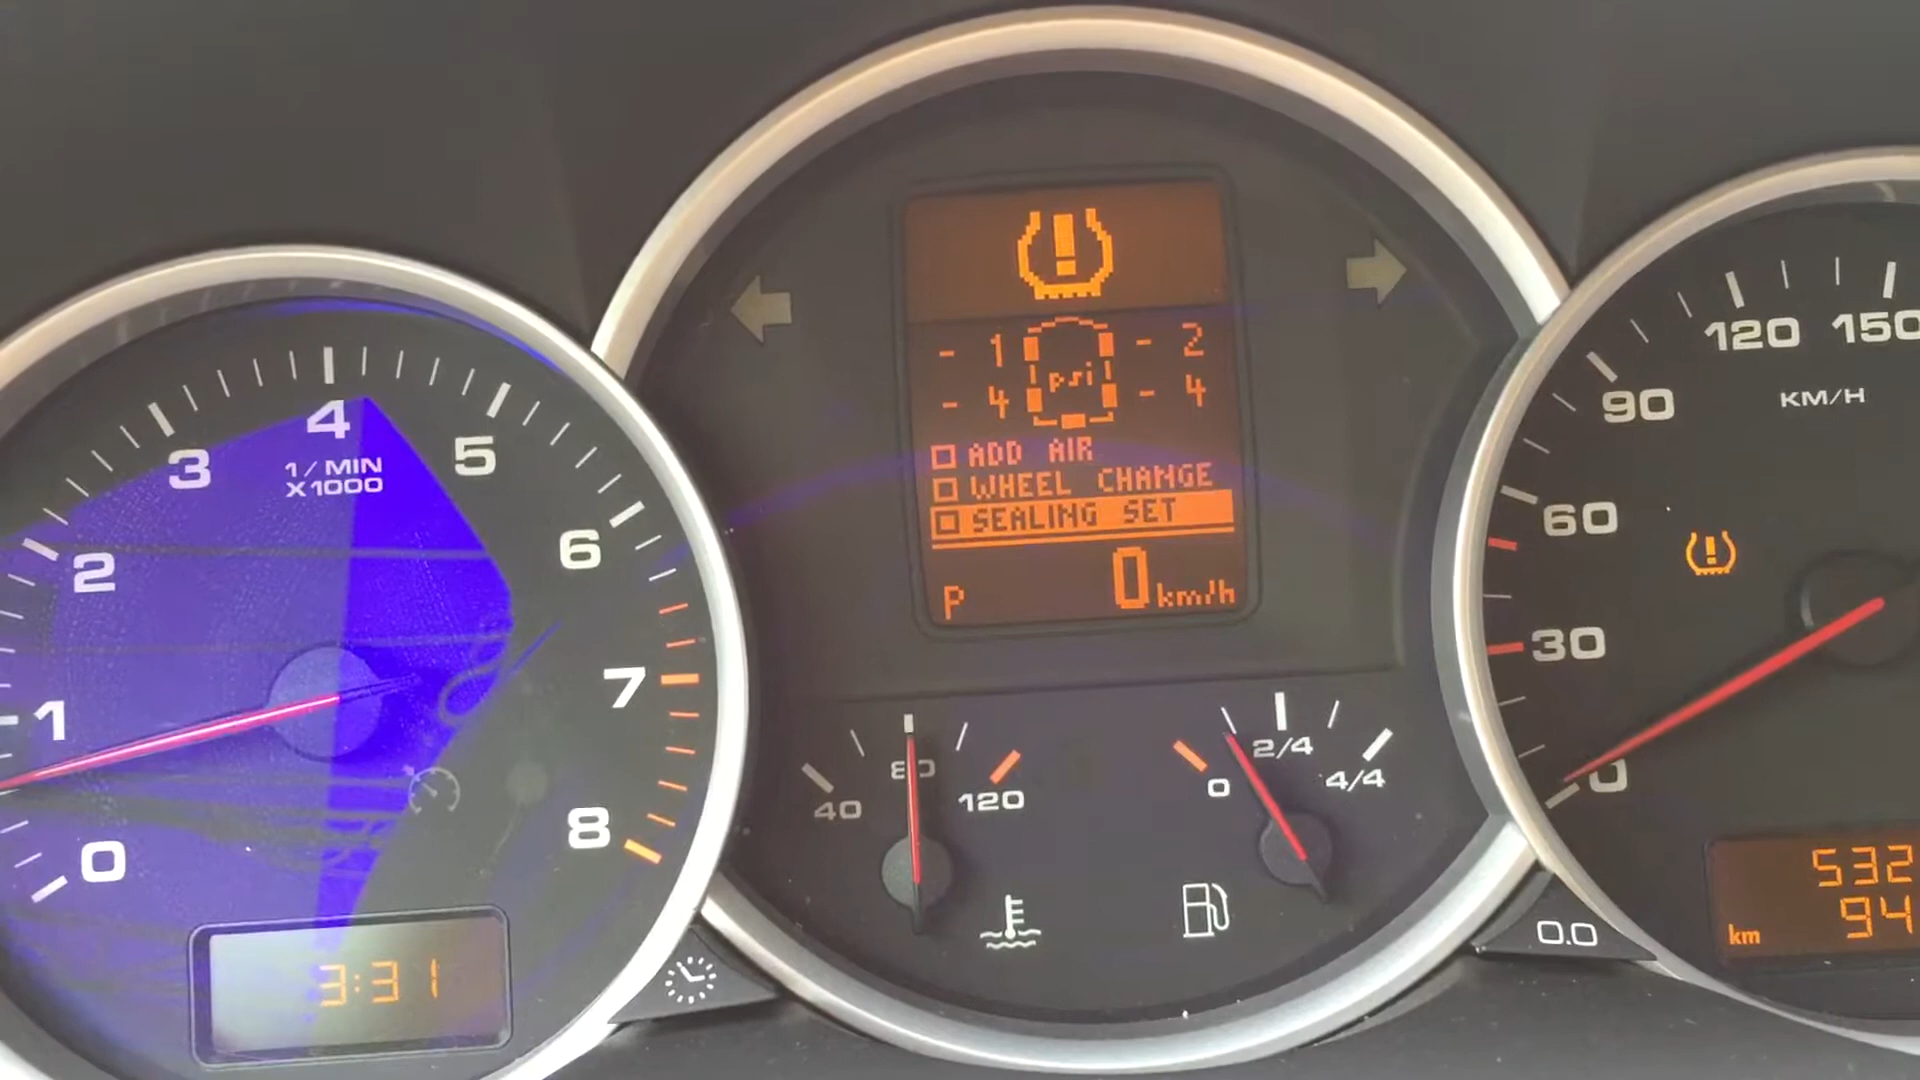 0
1
2
3
4
5
6
7
8
1/MIN
X1000
3:31
- 1
- 2
psi
- 4
- 4
ADD AIR
WHEEL CHANGE
SEALING SET
P
0 km/h
40
80
120
0
2/4
4/4
0
30
60
90
120
150
KM/H
532
km 94
0.0